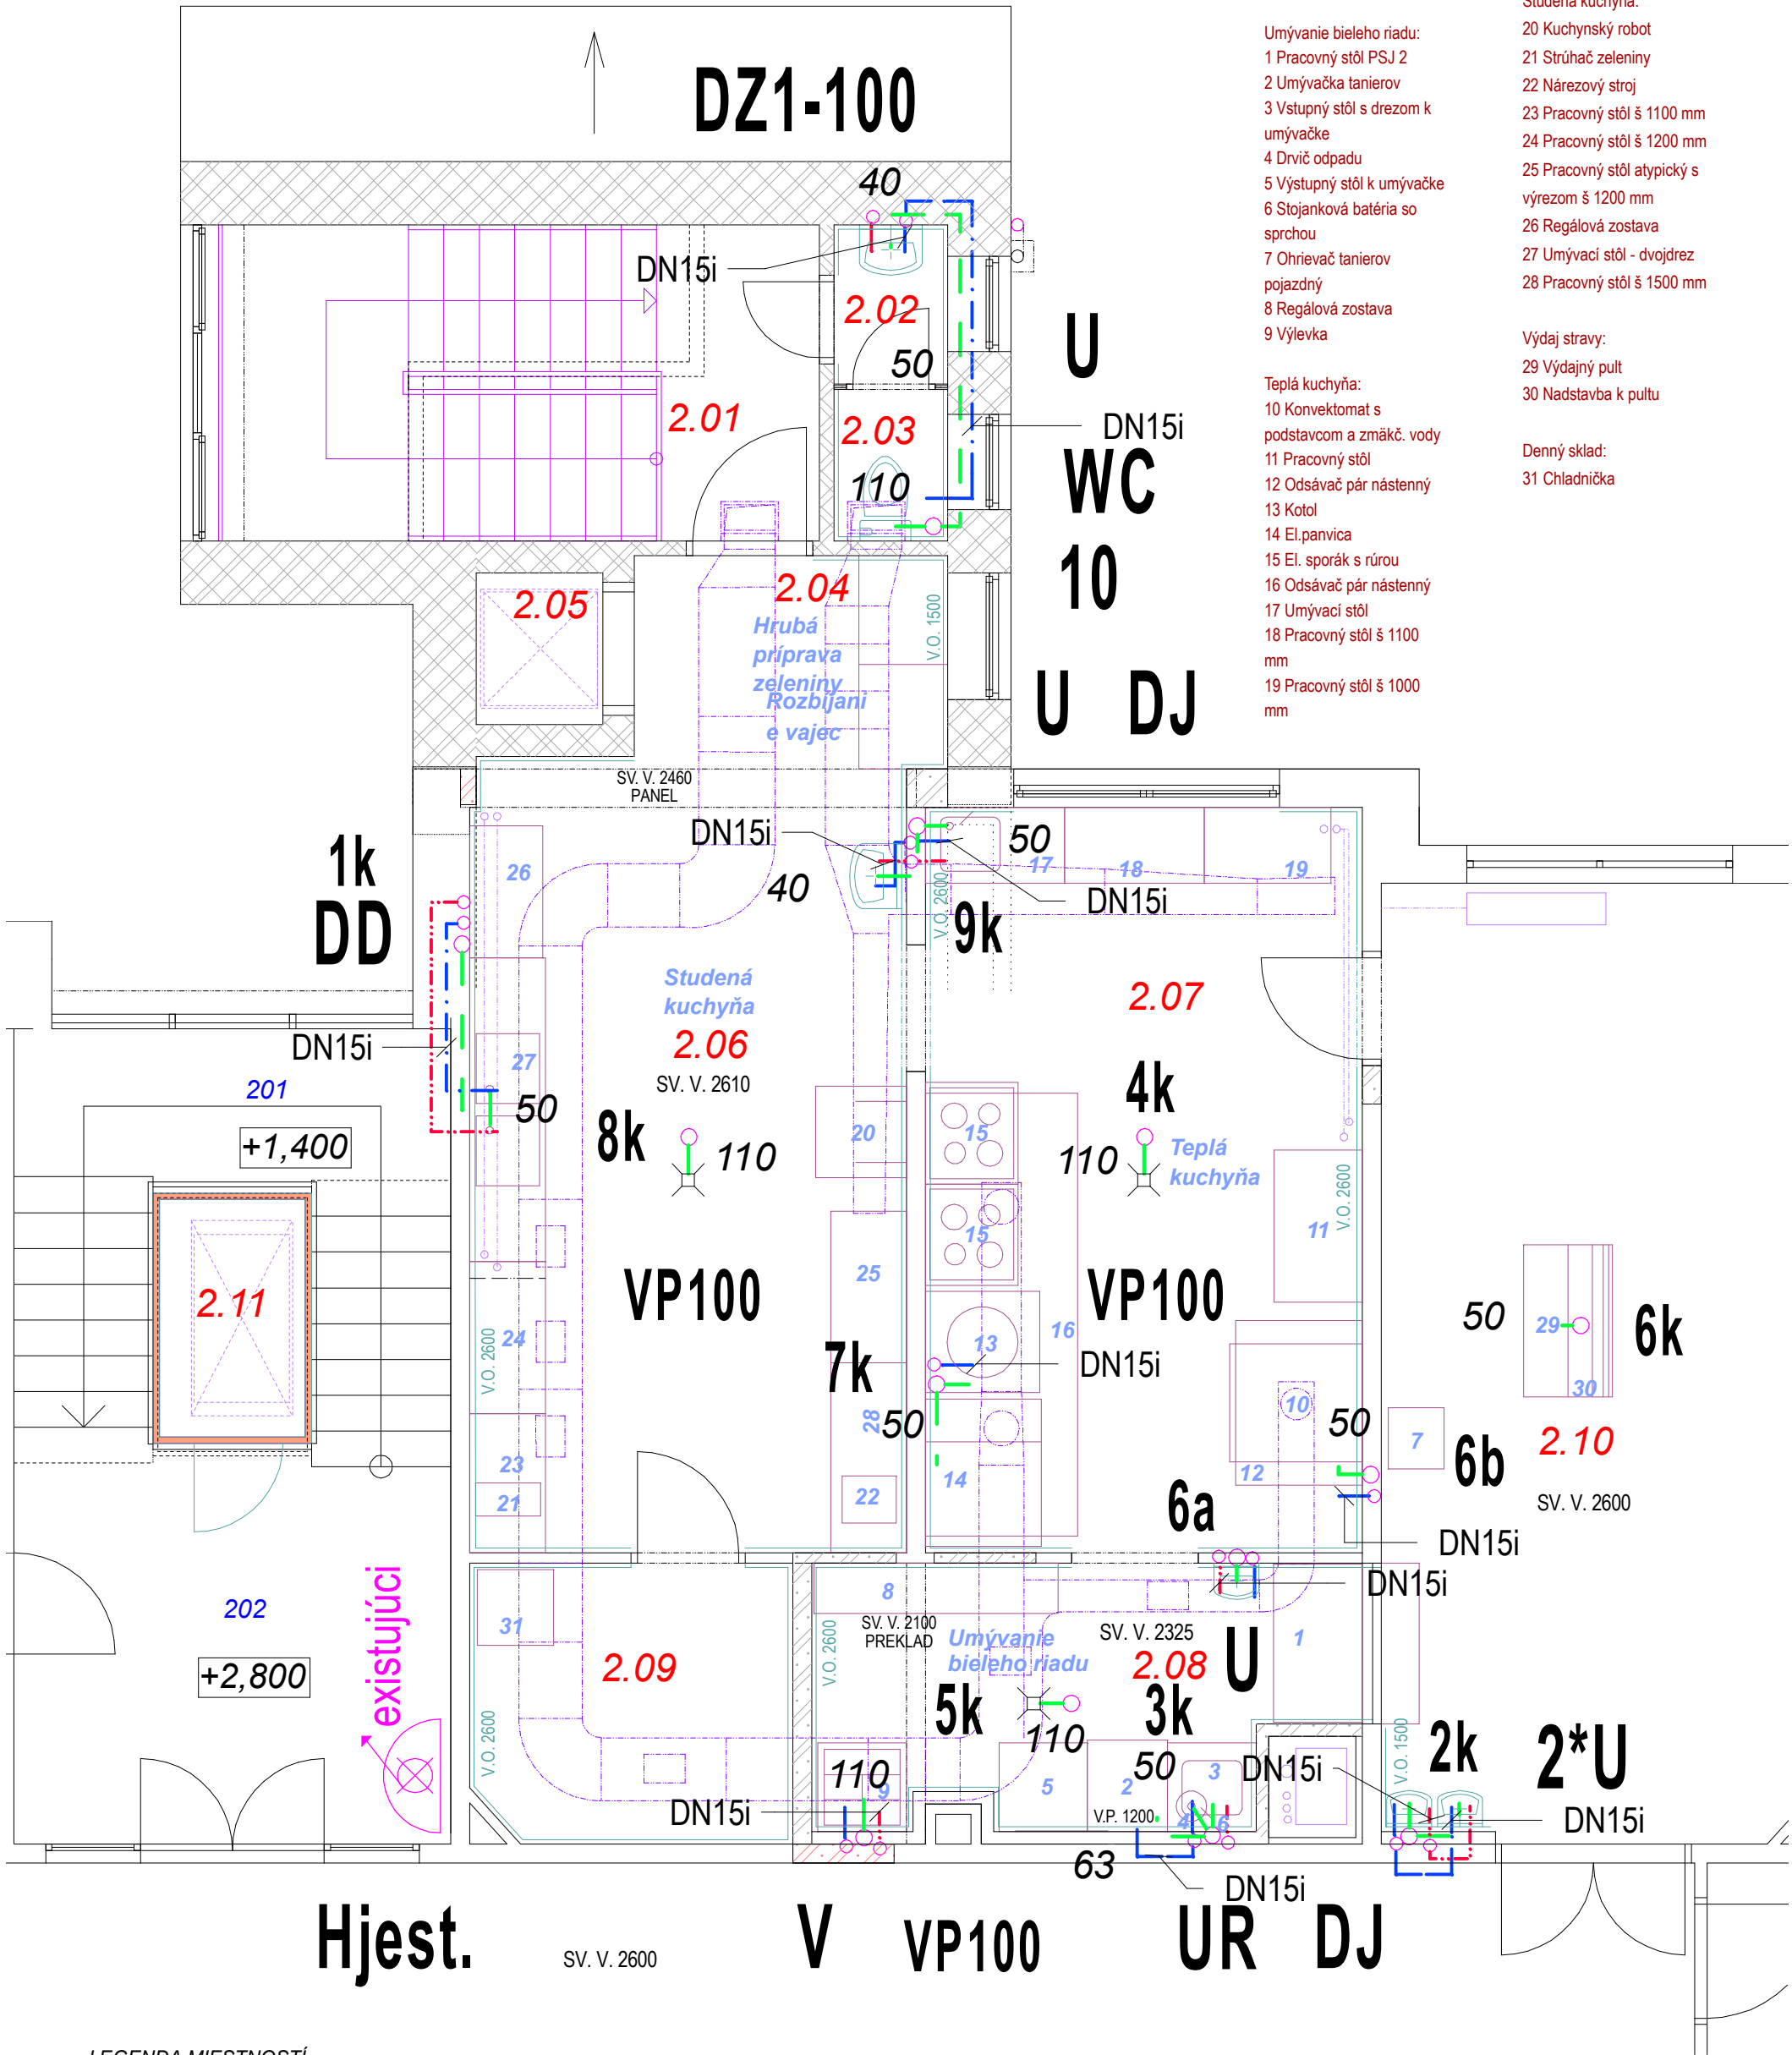 Studená kuchyňa:
Umývanie bieleho riadu:
1 Pracovný stôl PSJ 2
2 Umývačka tanierov
3 Vstupný stôl s drezom k
umývačke
4 Drvič odpadu
5 Výstupný stôl k umývačke
6 Stojanková batéria so
sprchou
7 Ohrievač tanierov
pojazdný
8 Regálová zostava
9 Výlevka
Teplá kuchyňa:
10 Konvektomat s
podstavcom a zmäkč. vody
11 Pracovný stôl
12 Odsávač pár nástenný
13 Kotol
14 El.panvica
15 El. sporák s rúrou
16 Odsávač pár nástenný
17 Umývací stôl
18 Pracovný stôl š 1100
mm
19 Pracovný stôl š 1000
mm
20 Kuchynský robot
21 Strúhač zeleniny
22 Nárezový stroj
23 Pracovný stôl š 1100 mm
24 Pracovný stôl š 1200 mm
25 Pracovný stôl atypický s
výrezom š 1200 mm
26 Regálová zostava
27 Umývací stôl - dvojdrez
28 Pracovný stôl š 1500 mm
Výdaj stravy:
29 Výdajný pult
30 Nadstavba k pultu
Denný sklad:
31 Chladnička
DZ1-100
40
DN15i
2.02
U
50
2.01
2.03
DN15i
WC
110
10
2.05
2.04
V.O. 1500
Hrubá
príprava
zeleniny
Rozbíjani
e vajec
U DJ
SV. V. 2460
PANEL
DN15i
50
1k
26
17
18
19
40
V.O. 2600
DN15i
DD
9k
Studená
kuchyňa
2.07
2.06
DN15i
27
SV. V. 2610
4k
201
50
8k
20
15
+1,400
110
110
Teplá
kuchyňa
V.O. 2600
11
15
25
VP100
VP100
2.11
50
29
6k
24
V.O. 2600
13
16
7k
DN15i
30
10
28
50
50
7
2.10
6b
23
14
12
21
22
6a
SV. V. 2600
DN15i
existujúci
DN15i
8
202
31
SV. V. 2100
PREKLAD
V.O. 2600
Umývanie
bieleho riadu
SV. V. 2325
U
1
2.09
2.08
+2,800
5k
3k
V.O. 2600
110
2k
2*U
V.O. 1500
110
50
DN15i
9
5
2
3
DN15i
V.P. 1200
4
6
DN15i
63
DN15i
Hjest.
SV. V. 2600
V
VP100
UR DJ
LEGENDA MIESTNOSTÍ